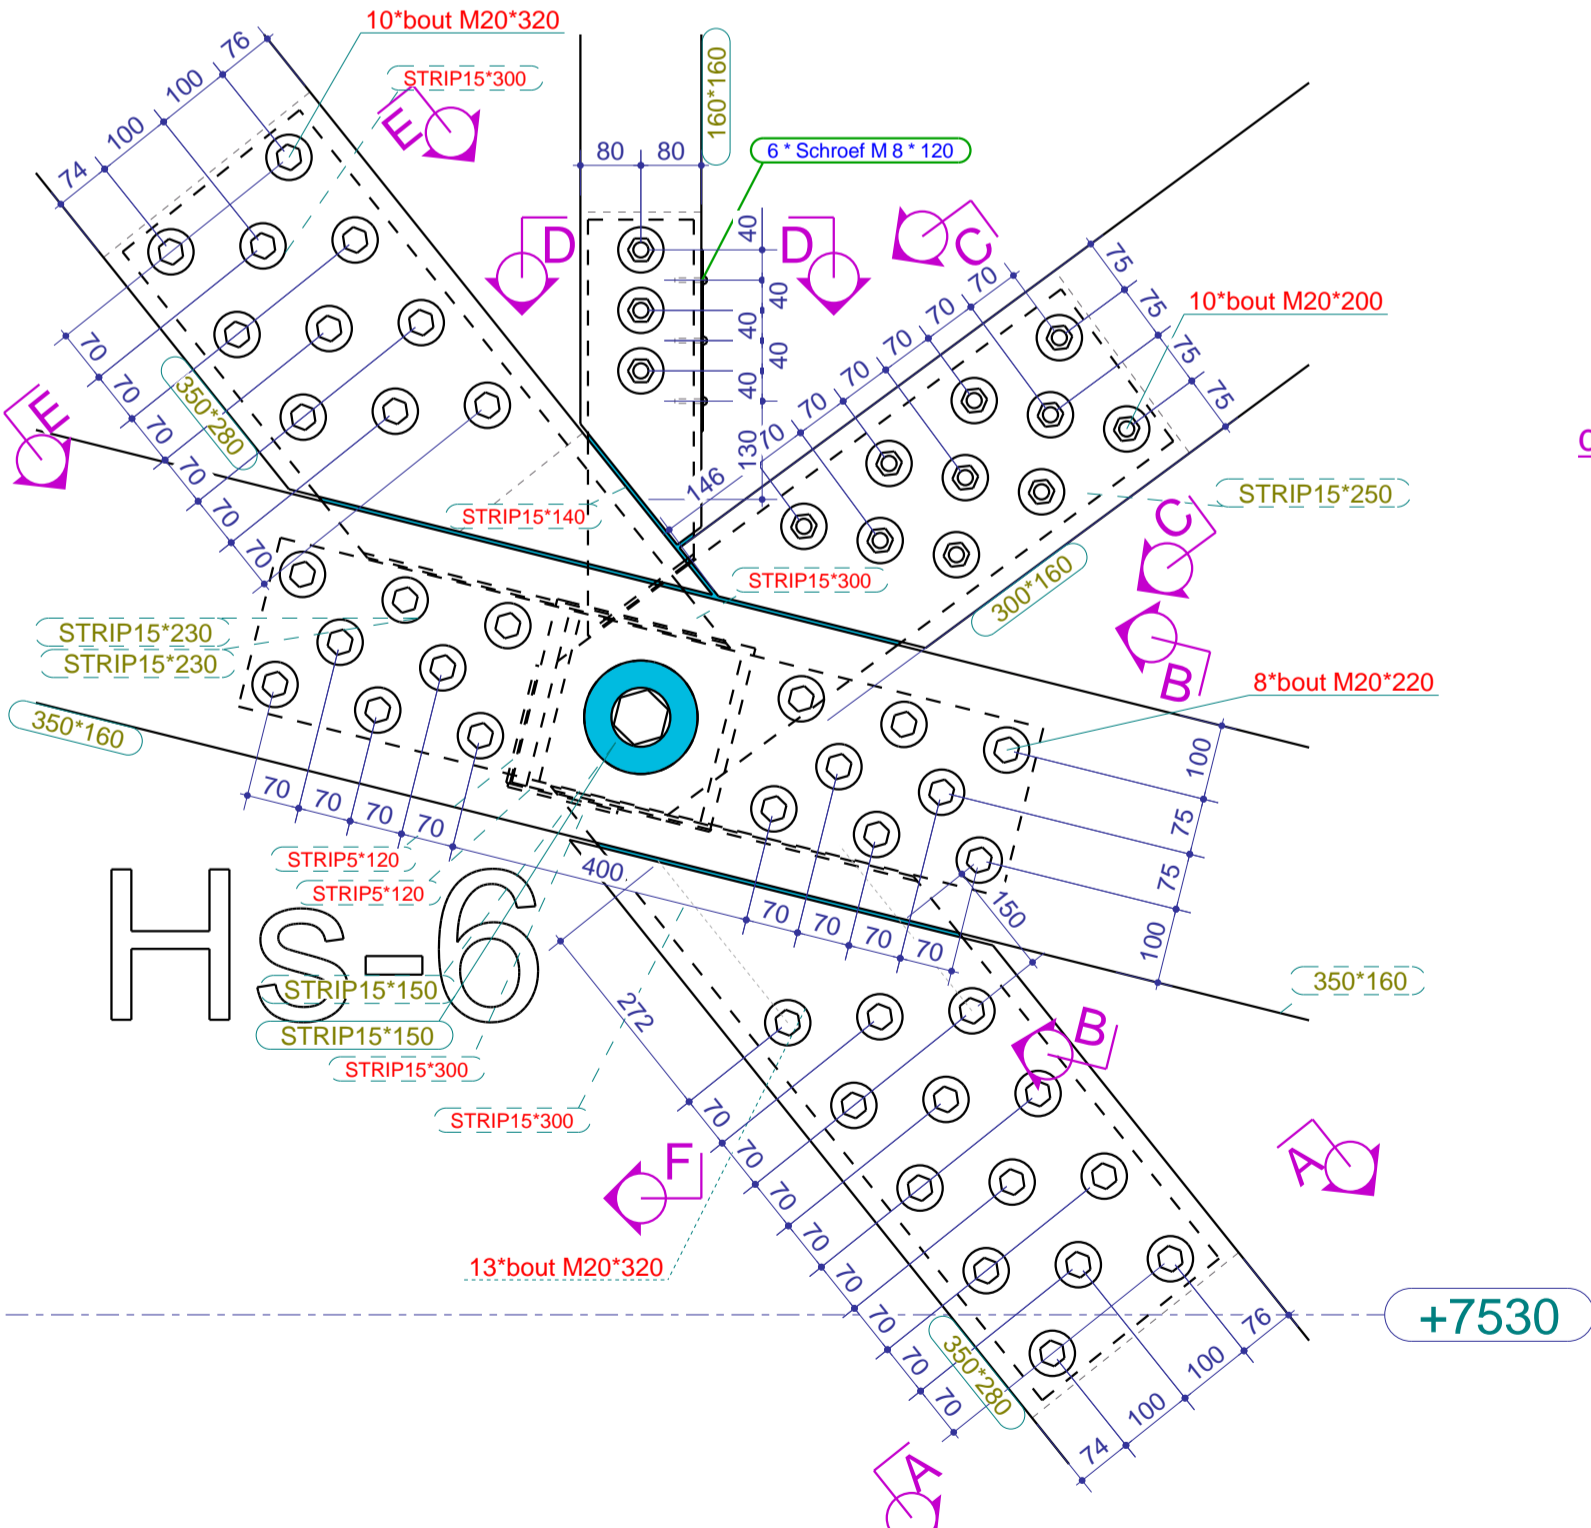 10*bout M20*320
STRIP15*300
76
100
100
74
E
160*160
80
80
6 * Schroef M 8 * 120
D
D
C
40
40
40
40
40
130
75
75
75
75
10*bout M20*200
70
70
70
70
70
70
146
350*280
E
70
70
70
70
70
70
STRIP15*140
STRIP15*250
C
STRIP15*300
300*160
STRIP15*230
STRIP15*230
B
8*bout M20*220
350*160
100
75
75
100
70
70
70
70
400
70
70
70
70
150
STRIP5*120
STRIP5*120
Hs-6
STRIP15*150
STRIP15*150
STRIP15*300
STRIP15*300
350*160
272
B
F
A
13*bout M20*320
70
70
70
70
70
70
70
70
+7530
350*280
76
100
100
74
A